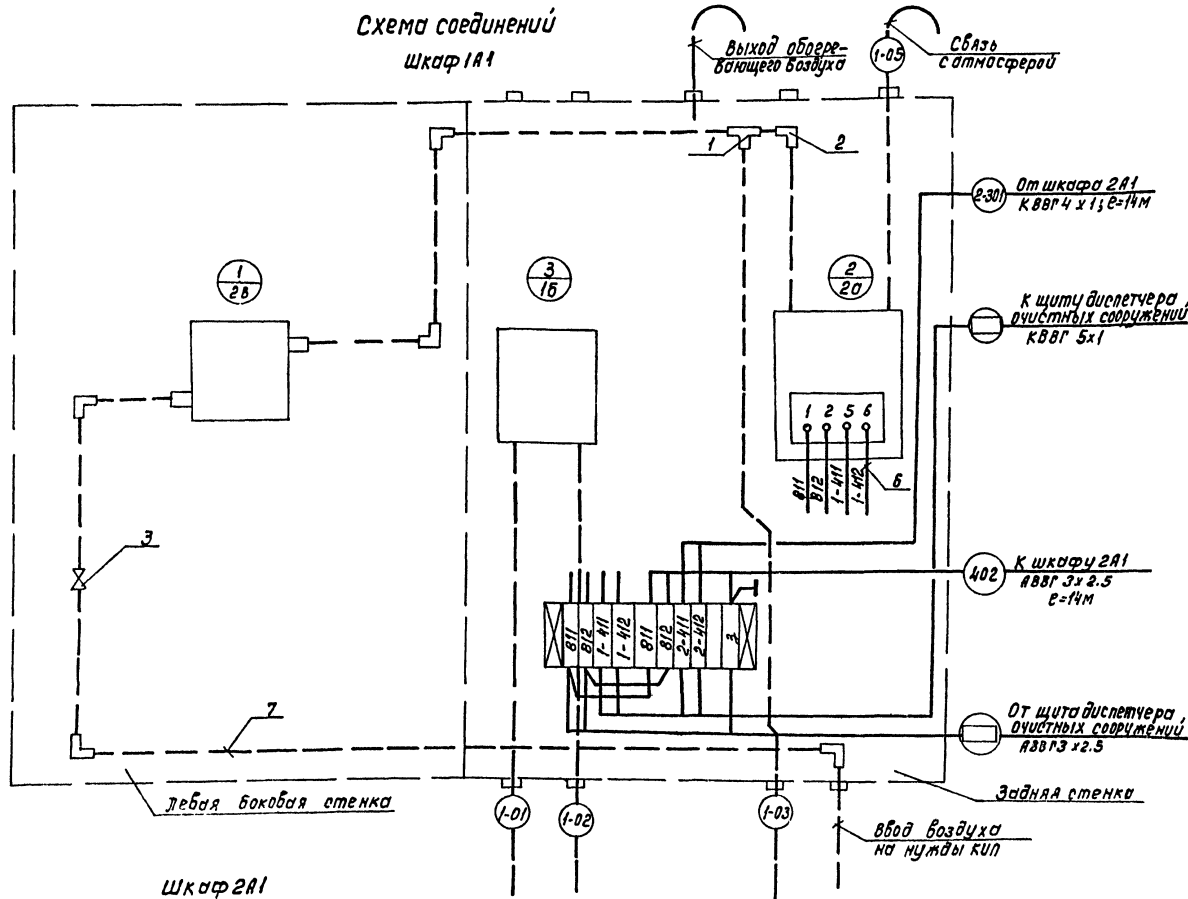 Схема соединений
Шкаф 1А1
Выход обогре-
вающего воздуха
1-05
Связь
с атмосферой
1
2
2-301
От шкафа 2А1
КВВГ 4 х 1; ℓ=14м
1
2в
3
1б
2
2а
К щиту диспетчера
очистных сооружений
КВВГ 5х1
1 2 5 6
811
812
1-411
1-412
6
3
402
К шкафу 2А1
АВВГ 3 х 2.5
ℓ=14м
811
812
1-411
1-412
811
812
2-411
2-412
З
7
От щита диспетчера
очистных сооружений
АВВГ3 х 2.5
Левая боковая стенка
Задняя стенка
1-01
1-02
1-03
Ввод воздуха
на нужды КИП
Шкаф 2А1